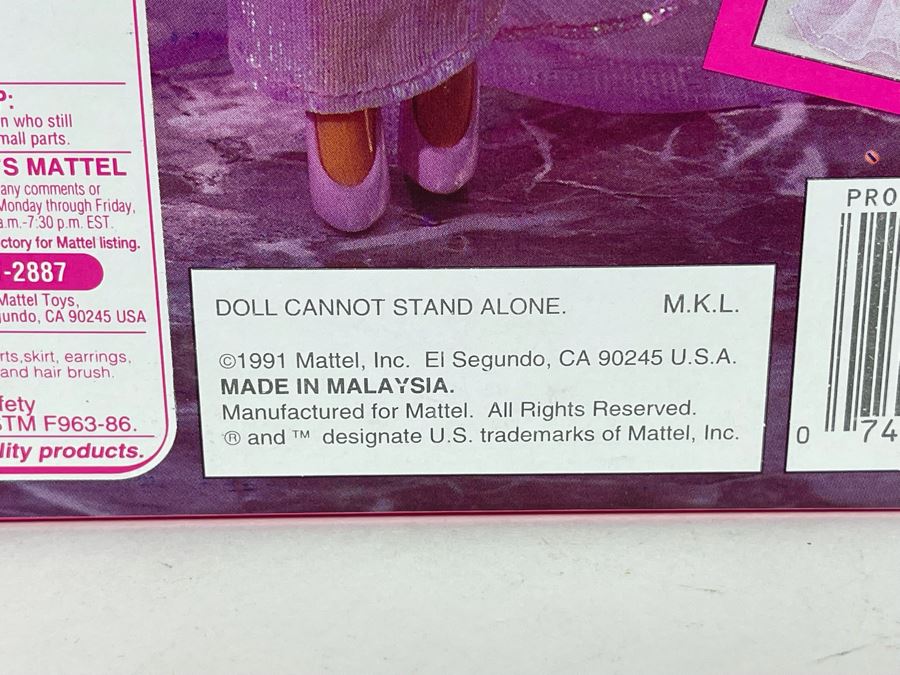 P:
n who still
mall parts.
'S MATTEL
any comments or
Monday through Friday,
a.m.-7:30 p.m. EST.
ctory for Mattel listing.
-2887
Mattel Toys,
gundo, CA 90245 USA
rts,skirt, earrings,
and hair brush.
fety
STM F963-86.
lity products.
DOLL CANNOT STAND ALONE. M.K.L.
©1991 Mattel, Inc. El Segundo, CA 90245 U.S.A.
MADE IN MALAYSIA.
Manufactured for Mattel. All Rights Reserved.
® and ™ designate U.S. trademarks of Mattel, Inc.
PRO
0 74